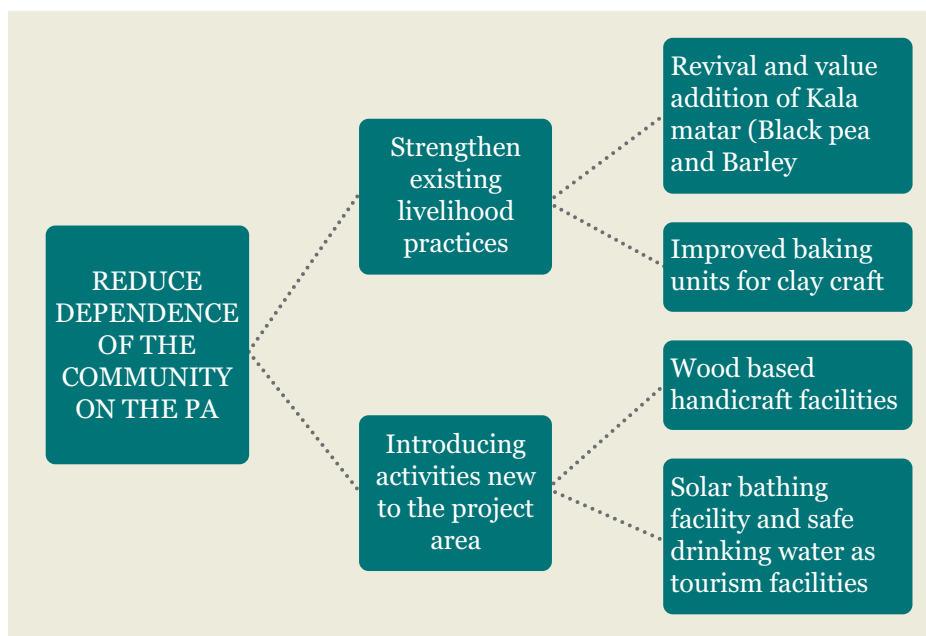 REDUCE
DEPENDENCE
OF THE
COMMUNITY
ON THE PA
Strengthen
existing
livelihood
practices
Revival and value
addition of Kala
matar (Black pea
and Barley
Improved baking
units for clay craft
Introducing
activities new
to the project
area
Wood based
handicraft facilities
Solar bathing
facility and safe
drinking water as
tourism facilities